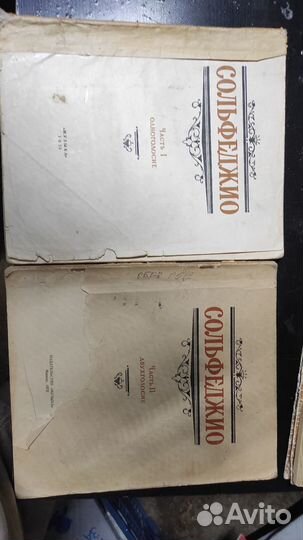 СОЛЬФЕДЖИО
ЧАСТЬ I
ОДНОГОЛОСИЕ
СОЛЬФЕДЖИО
ЧАСТЬ II
ДВУХГОЛОСИЕ
Avito